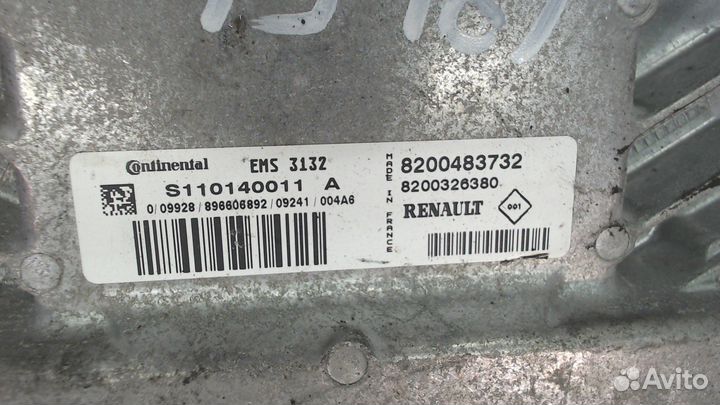 Continental EMS 3132
S110140011 A
0/09928/896606892/09241/004A6
MADE IN FRANCE
8200483732
8200326380
RENAULT
001
Avito